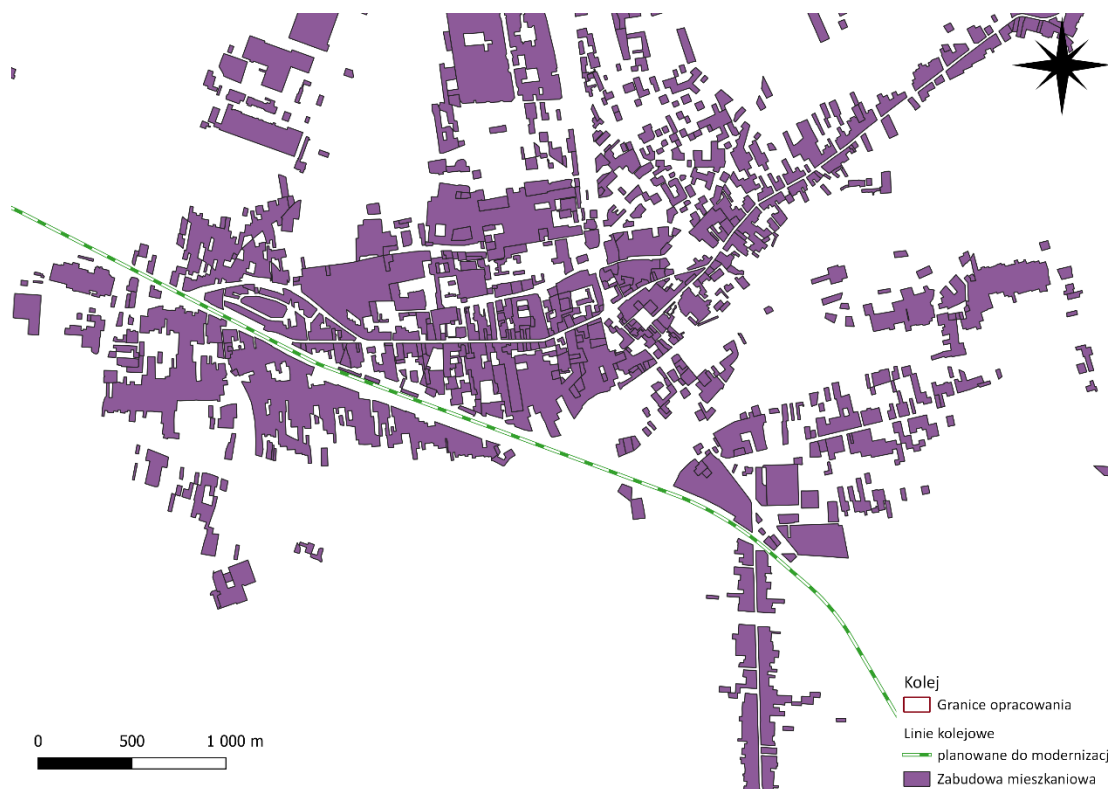 Kolej
Granice opracowania
Linie kolejowe
planowane do modernizacj
Zabudowa mieszkaniowa
0 500 1 000 m